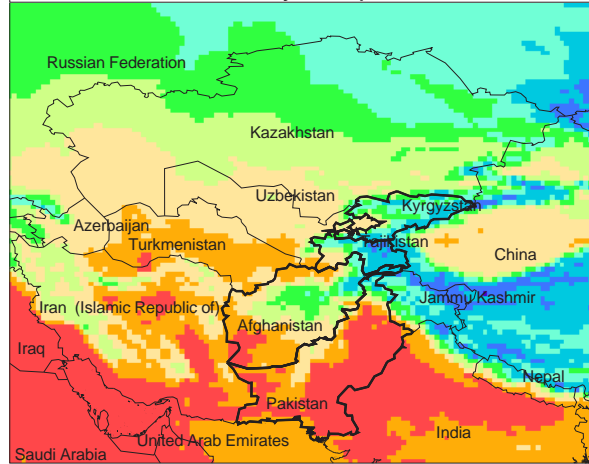 Russian Federation
Kazakhstan
Uzbekistan
Kyrgyzstan
Azerbaijan
Turkmenistan
Tajikistan
China
Iran (Islamic Republic of)
Jammu/Kashmir
Afghanistan
Iraq
Nepal
Pakistan
United Arab Emirates
India
Saudi Arabia